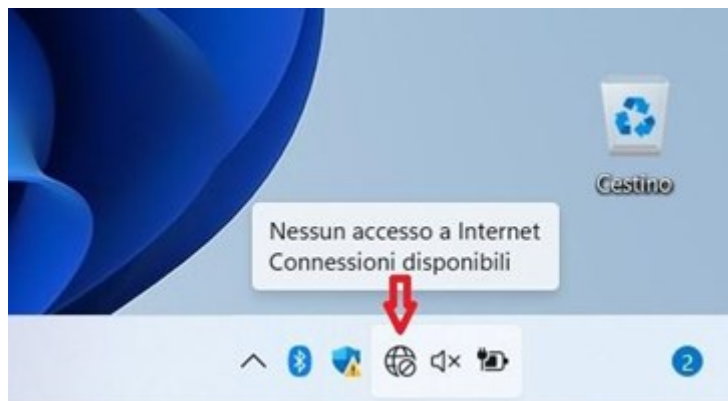 Cestino
Nessun accesso a Internet
Connessioni disponibili
2